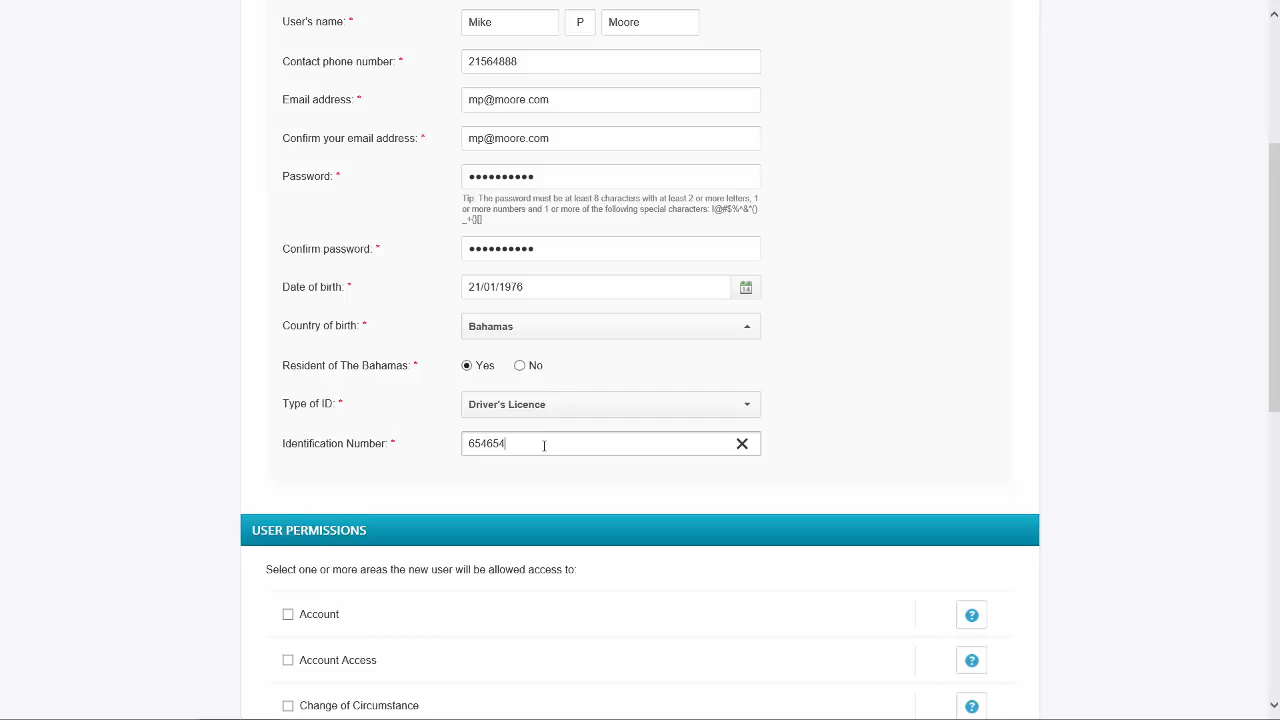 User's name: * Mike P Moore
Contact phone number: * 21564888
Email address: * mp@moore.com
Confirm your email address: * mp@moore.com
Password: * ●●●●●●●●●●
Tip: The password must be at least 8 characters with at least 2 or more letters, 1
or more numbers and 1 or more of the following special characters: !@#$%^&*()
_+{}[]
Confirm password: * ●●●●●●●●●●
Date of birth: * 21/01/1976
14
Country of birth: * Bahamas
Resident of The Bahamas: * Yes No
Type of ID: * Driver's Licence
Identification Number: * 654654
USER PERMISSIONS
Select one or more areas the new user will be allowed access to:
Account ?
Account Access ?
Change of Circumstance ?